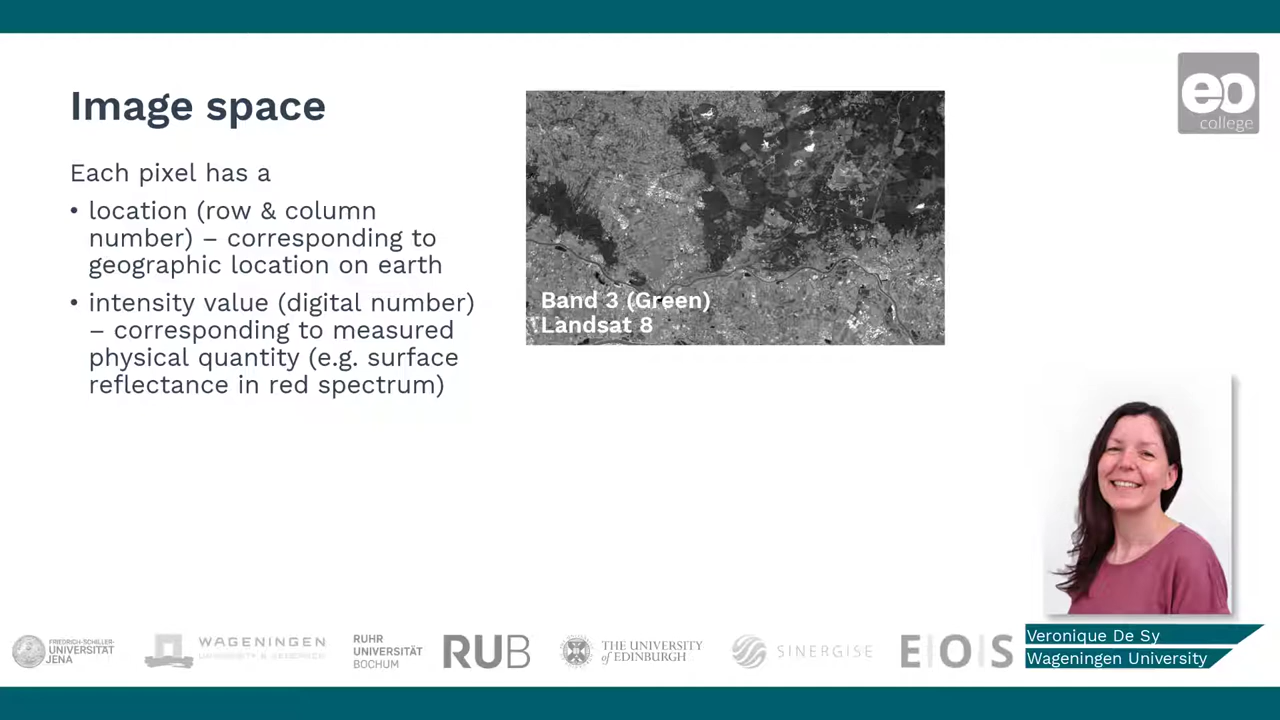 Image space
Each pixel has a
• location (row & column
number) – corresponding to
geographic location on earth
• intensity value (digital number)
– corresponding to measured
physical quantity (e.g. surface
reflectance in red spectrum)
Band 3 (Green)
Landsat 8
eo
college
Veronique De Sy
Wageningen University
FRIEDRICH-SCHILLER-
UNIVERSITÄT
JENA
WAGENINGEN
UNIVERSITY & RESEARCH
RUHR
UNIVERSITÄT
BOCHUM
RUB
THE UNIVERSITY
of EDINBURGH
SINERGISE
E|O|S